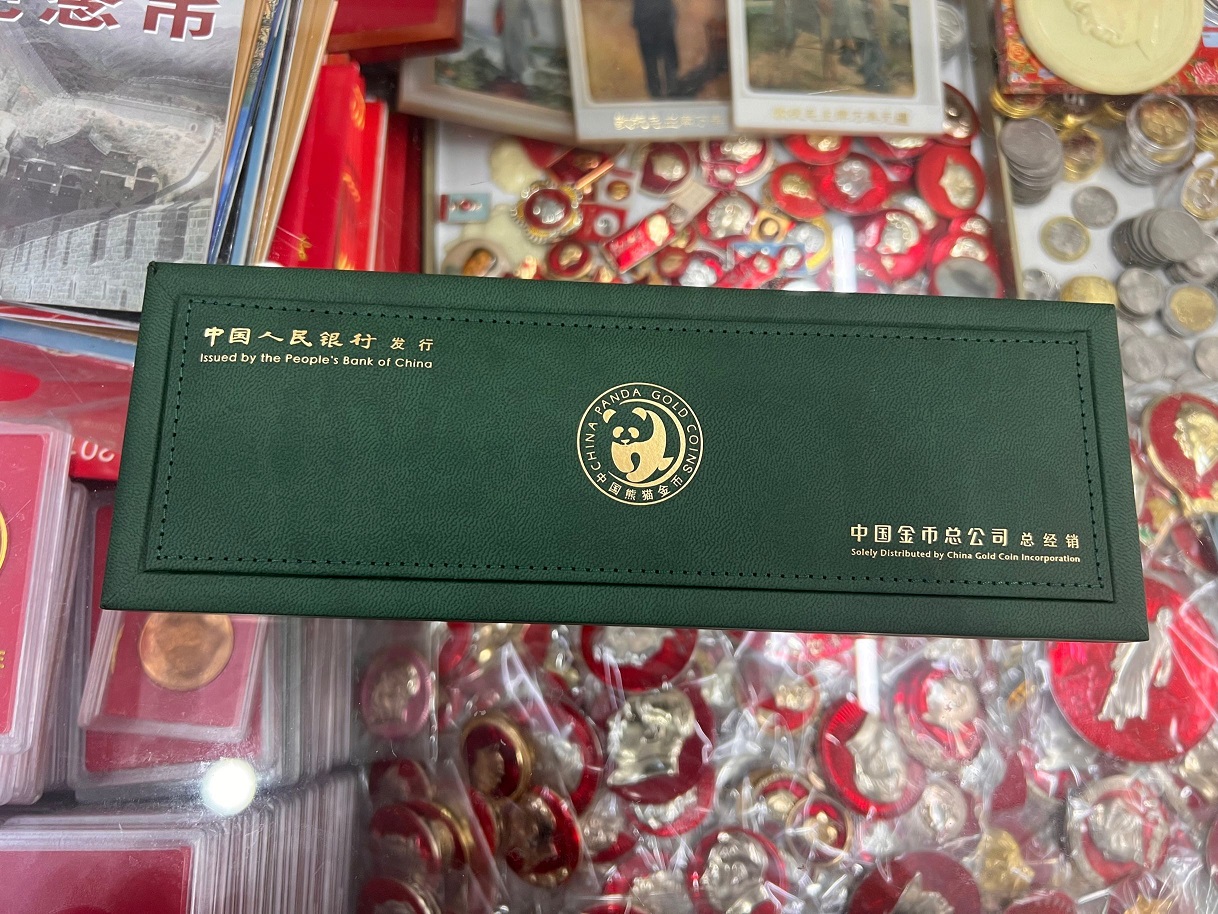 念币
中国人民银行 发行
Issued by the People's Bank of China
CHINA PANDA GOLD COINS
中国熊猫金币
中国金币总公司 总经销
Solely Distributed by China Gold Coin Incorporation